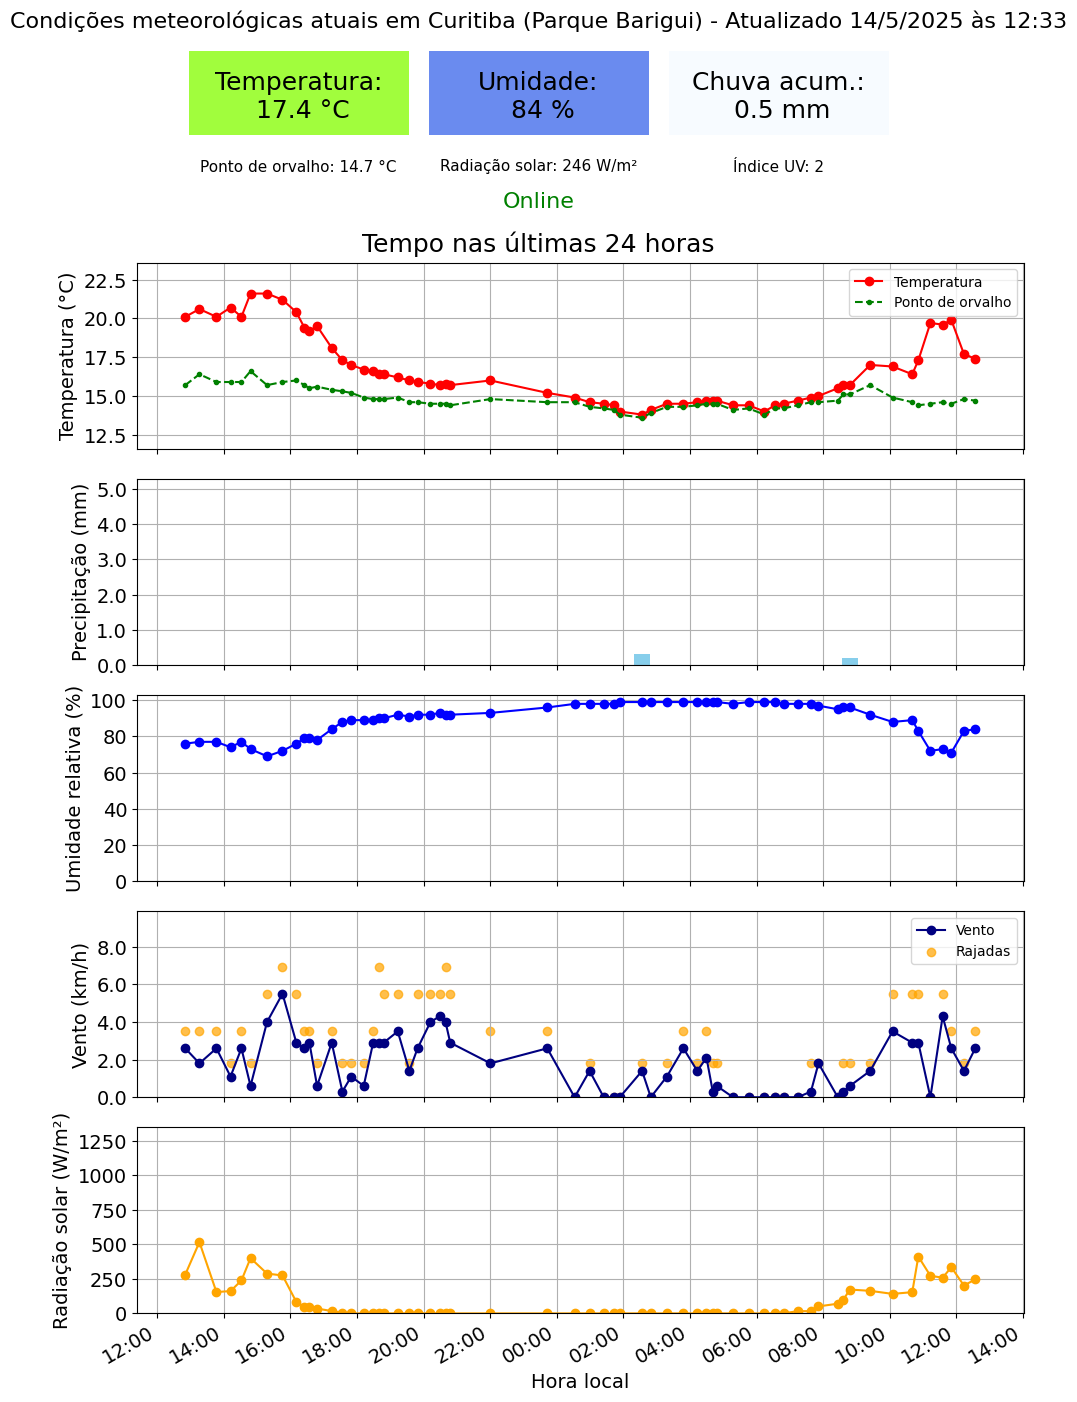 Condições meteorológicas atuais em Curitiba (Parque Barigui) - Atualizado 14/5/2025 às 12:33
Temperatura:
17.4 °C
Umidade:
84 %
Chuva acum.:
0.5 mm
Ponto de orvalho: 14.7 °C
Radiação solar: 246 W/m²
Índice UV: 2
Online
Tempo nas últimas 24 horas
Temperatura (°C)
22.5
20.0
17.5
15.0
12.5
Temperatura
Ponto de orvalho
Precipitação (mm)
5.0
4.0
3.0
2.0
1.0
0.0
Umidade relativa (%)
100
80
60
40
20
0
Vento (km/h)
8.0
6.0
4.0
2.0
0.0
Vento
Rajadas
Radiação solar (W/m²)
1250
1000
750
500
250
0
12:00
14:00
16:00
18:00
20:00
22:00
00:00
02:00
04:00
06:00
08:00
10:00
12:00
14:00
Hora local